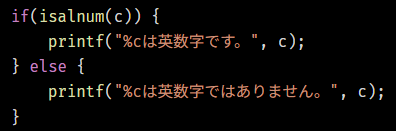 if(isalnum(c)) {
    printf("%cは英数字です。", c);
} else {
    printf("%cは英数字ではありません。", c);
}